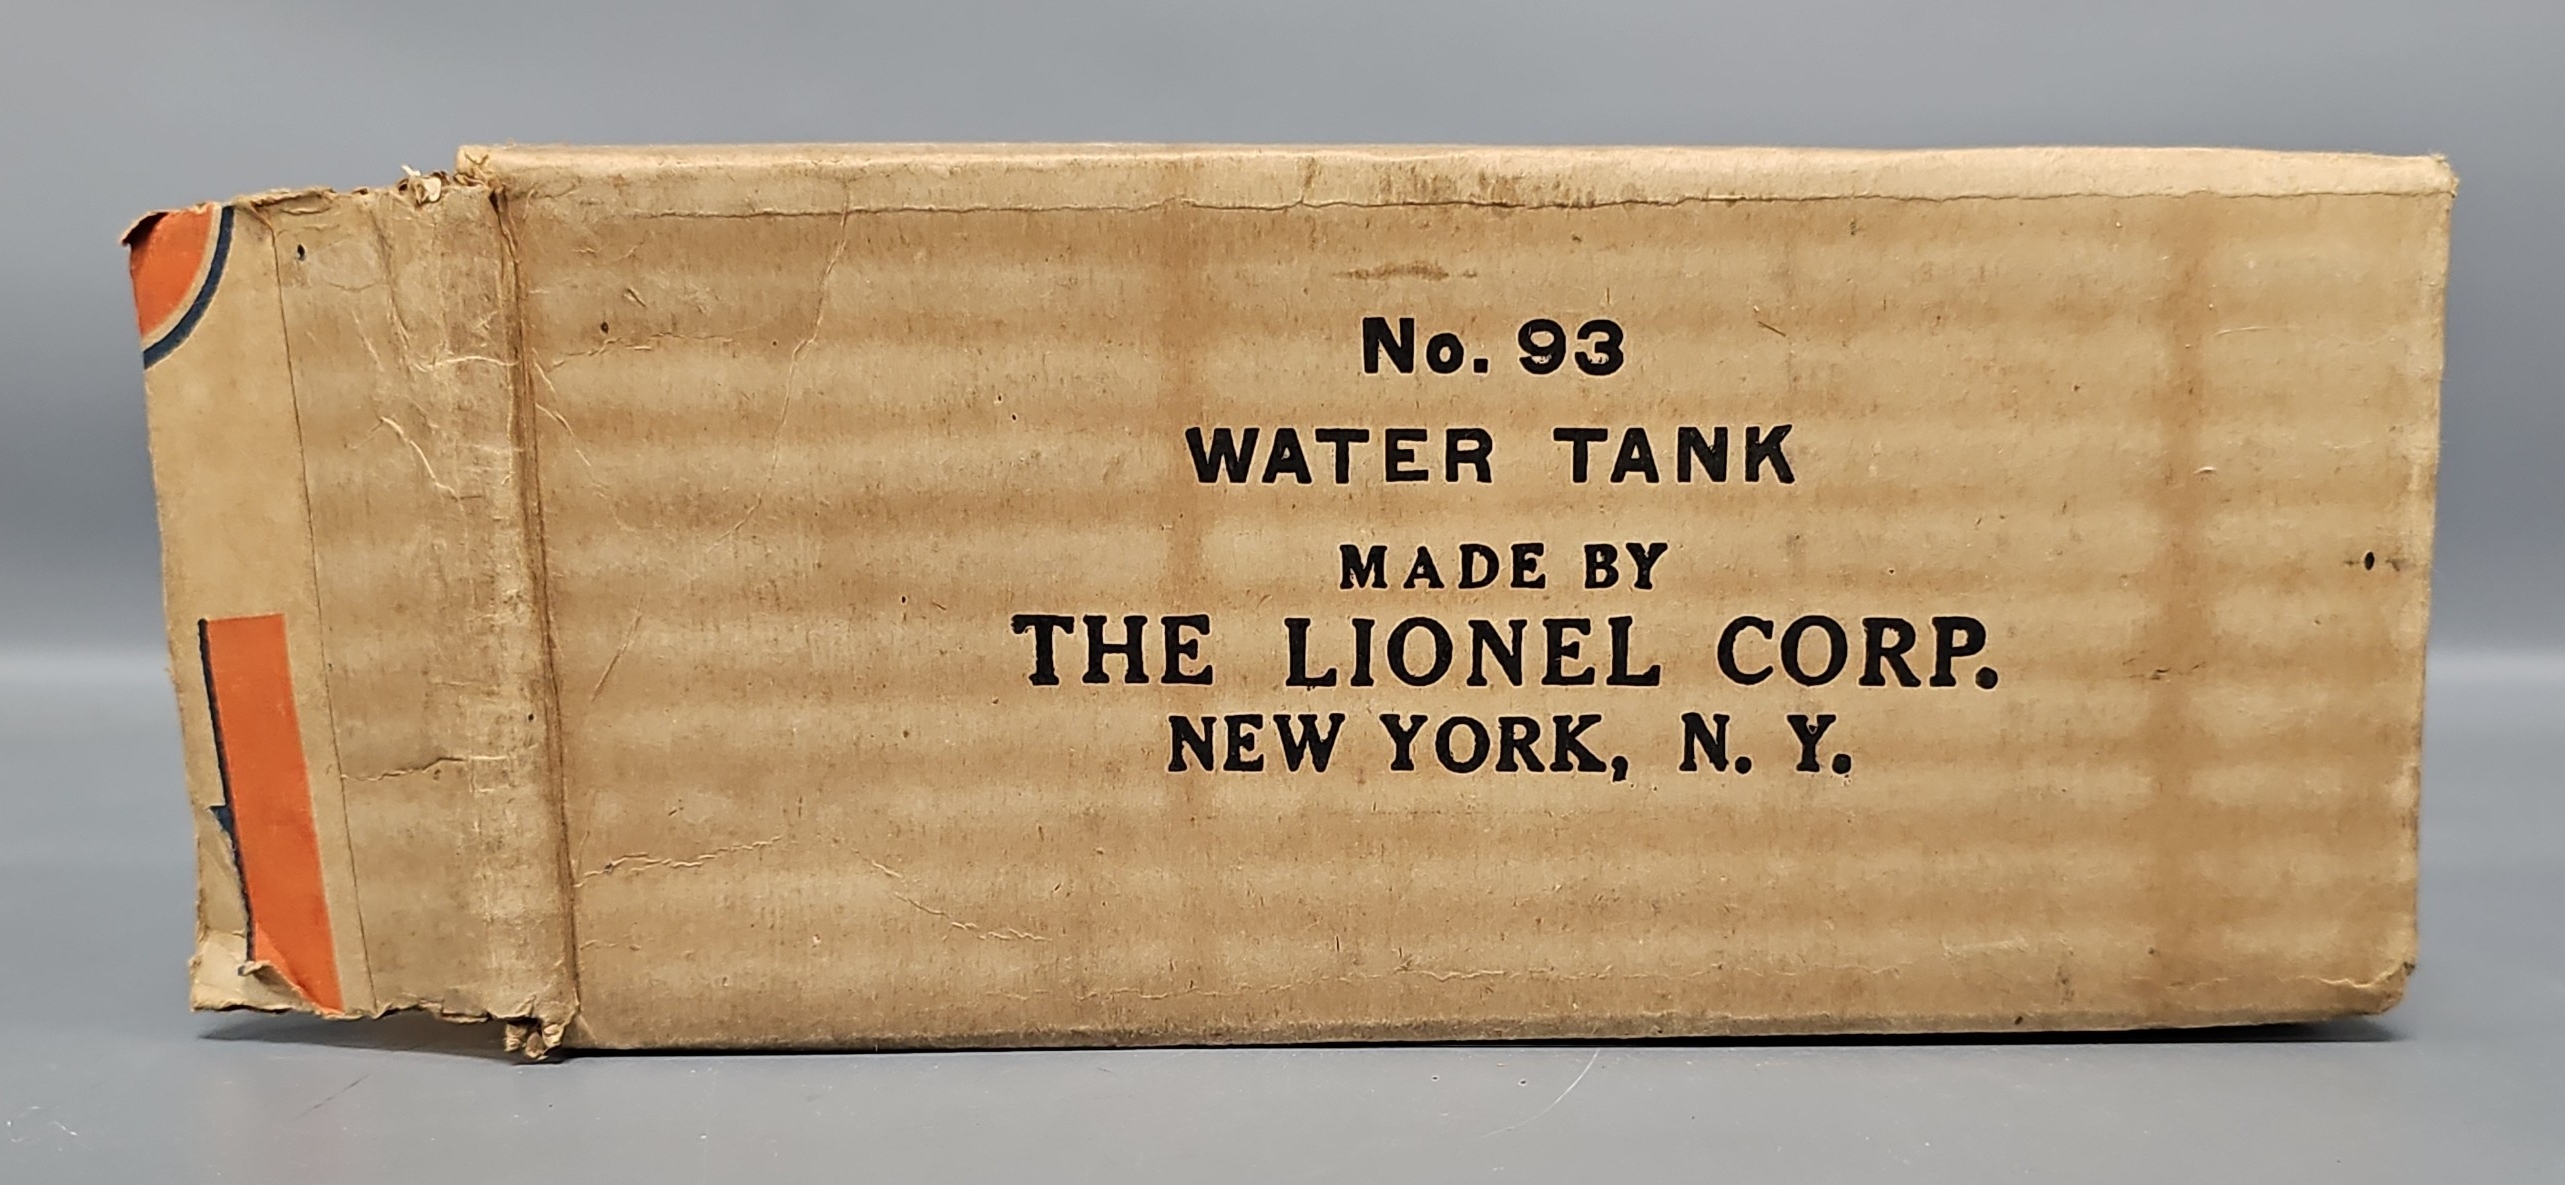 No. 93
WATER TANK
MADE BY
THE LIONEL CORP.
NEW YORK, N. Y.